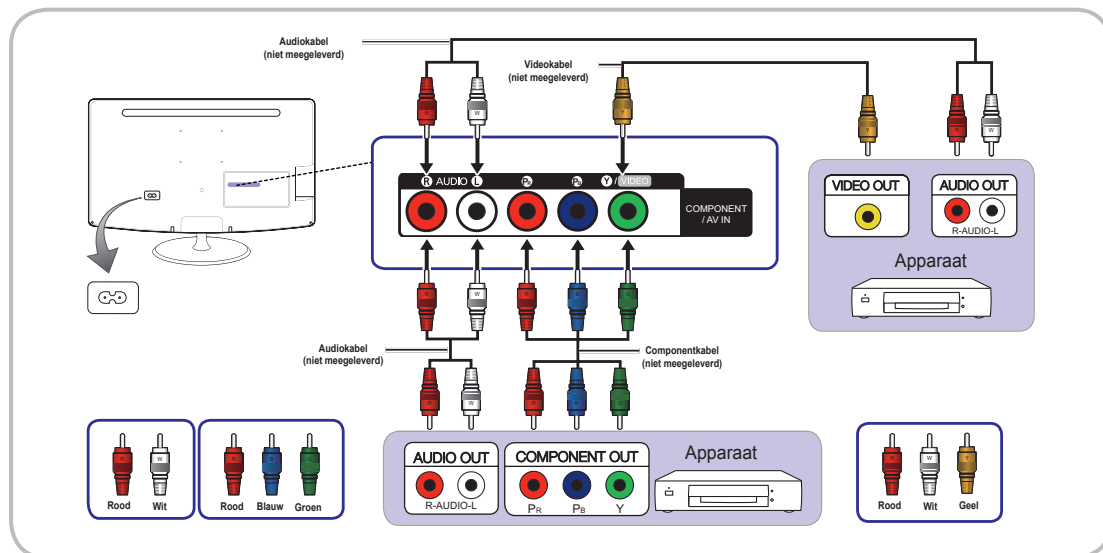 Audiokabel
(niet meegeleverd)
Videokabel
(niet meegeleverd)
R W Y
Y R W
R AUDIO L PR PB Y / VIDEO
COMPONENT
/ AV IN
VIDEO OUT
AUDIO OUT
R-AUDIO-L
Apparaat
R W R B G
Audiokabel
(niet meegeleverd)
Componentkabel
(niet meegeleverd)
R W R B G
AUDIO OUT
R-AUDIO-L
COMPONENT OUT
PR PB Y
Apparaat
R W
Rood Wit
R B G
Rood Blauw Groen
R W Y
Rood Wit Geel